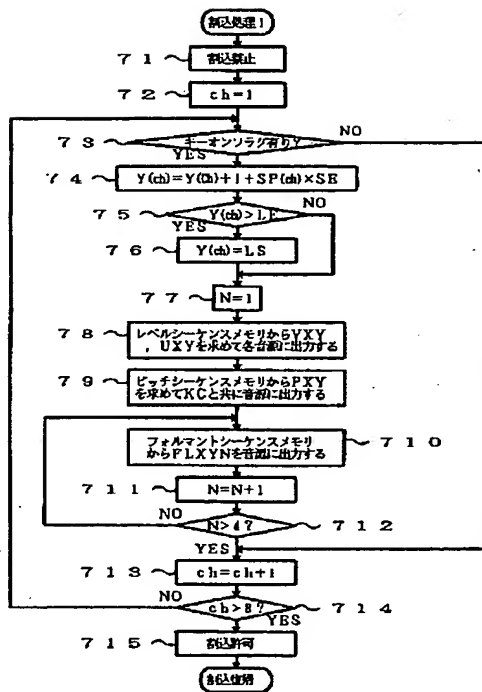 割込処理1
71 割込禁止
72 ch=1
73 キーオンフラグ有り? NO
YES
74 Y(ch)=Y(Ch)+1+SP(ch)×SE
75 Y(ch)>LE NO
YES
76 Y(ch)=LS
77 N=1
78 レベルシーケンスメモリからVXY
, UXYを求めて各音源に出力する
79 ピッチシーケンスメモリからPXY
を求めてKCと共に音源に出力する
フォルマントシーケンスメモリ 710
からFLXYNを音源に出力する
711 N=N+1
NO
N>4? 712
YES
713 ch=ch+1
NO
ch>8? 714
YES
715 割込許可
割込復帰